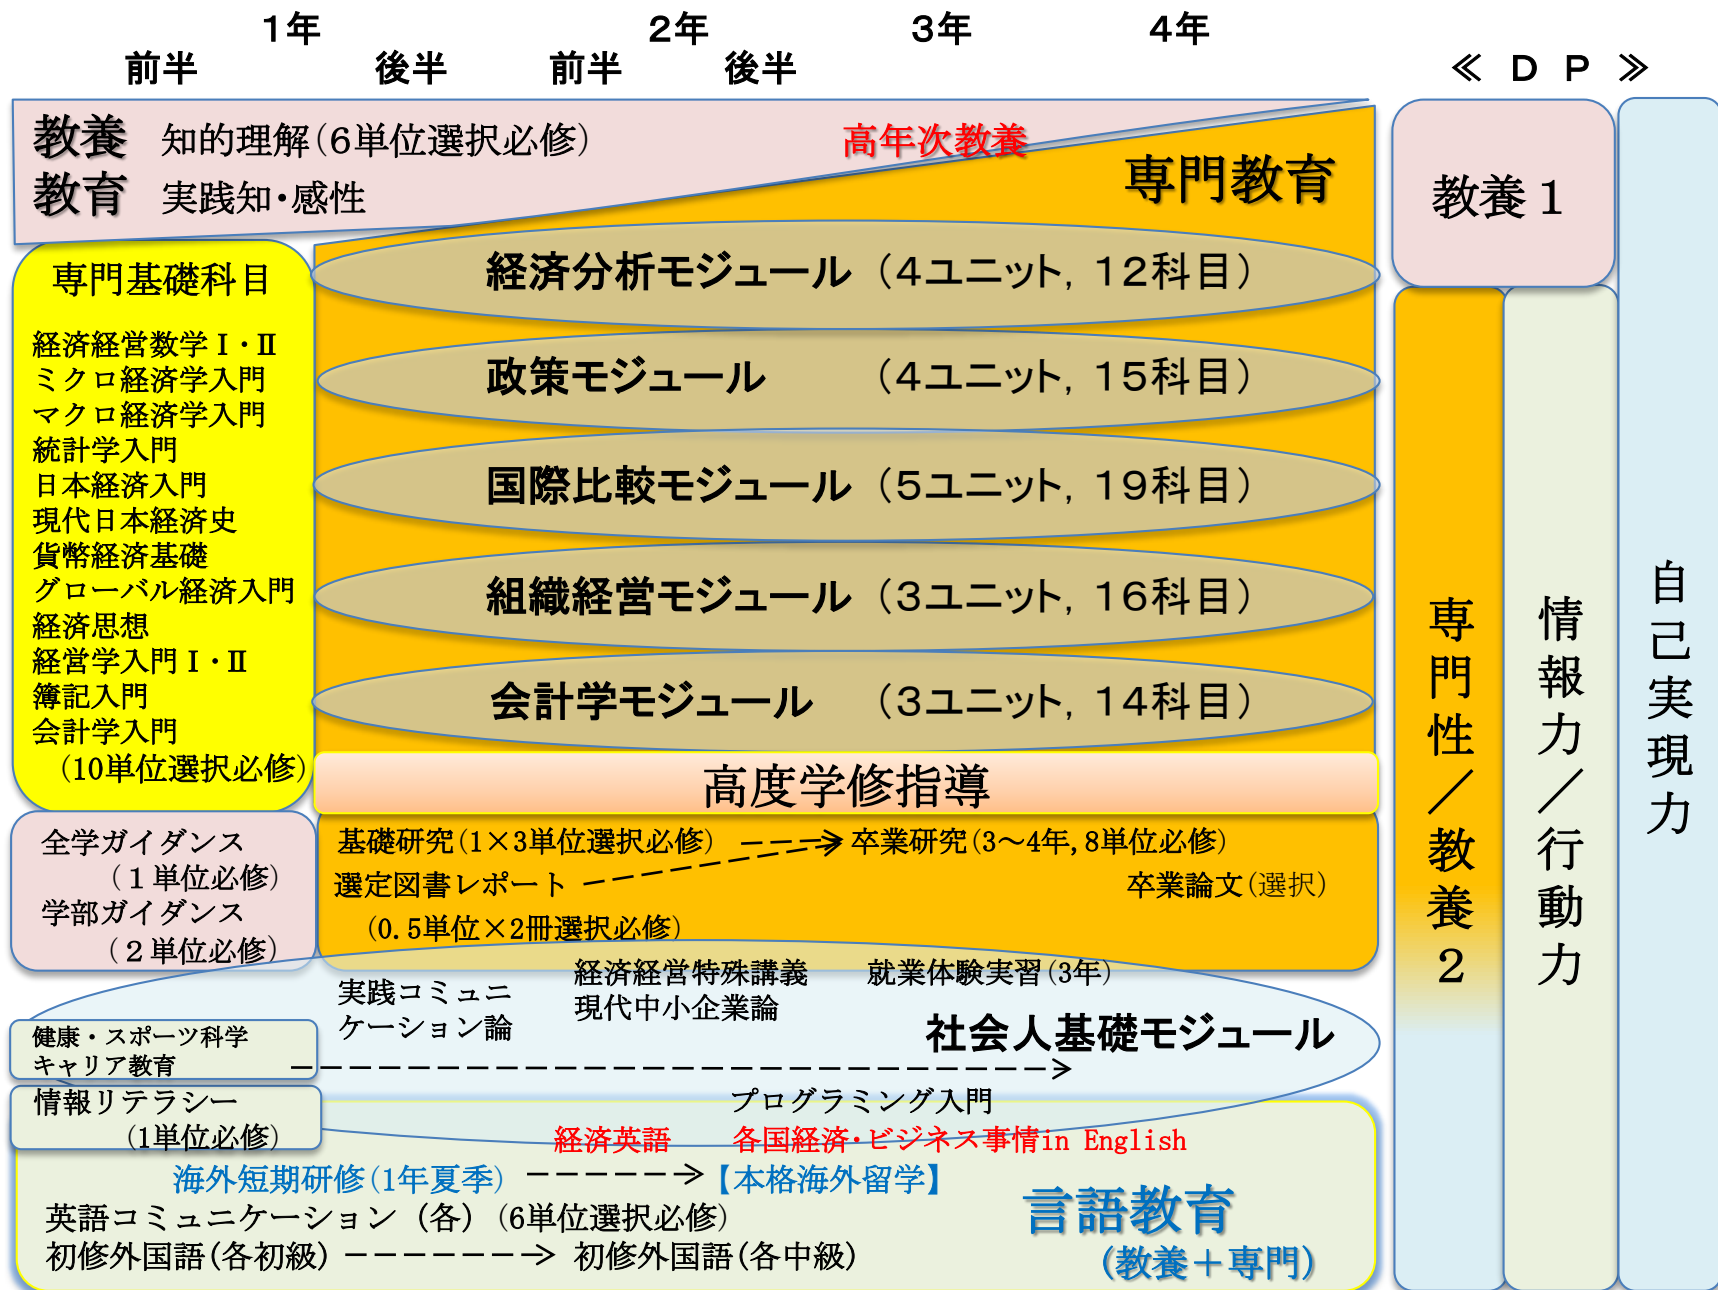 1年 2年 3年 4年
前半 後半 前半 後半
≪ D P ≫
教養 知的理解(6単位選択必修)
教育 実践知・感性
高年次教養
専門教育
専門基礎科目
経済経営数学Ⅰ・Ⅱ
ミクロ経済学入門
マクロ経済学入門
統計学入門
日本経済入門
現代日本経済史
貨幣経済基礎
グローバル経済入門
経済思想
経営学入門Ⅰ・Ⅱ
簿記入門
会計学入門
(10単位選択必修)
経済分析モジュール (4ユニット, 12科目)
政策モジュール (4ユニット, 15科目)
国際比較モジュール (5ユニット, 19科目)
組織経営モジュール (3ユニット, 16科目)
会計学モジュール (3ユニット, 14科目)
高度学修指導
全学ガイダンス
(1単位必修)
学部ガイダンス
(2単位必修)
基礎研究(1×3単位選択必修) 卒業研究(3〜4年,8単位必修)
選定図書レポート 卒業論文(選択)
(0.5単位×2冊選択必修)
実践コミュニ
ケーション論
経済経営特殊講義 就業体験実習(3年)
現代中小企業論
社会人基礎モジュール
健康・スポーツ科学
キャリア教育
情報リテラシー
(1単位必修)
プログラミング入門
経済英語 各国経済・ビジネス事情in English
海外短期研修(1年夏季) 【本格海外留学】
英語コミュニケーション(各)(6単位選択必修)
初修外国語(各初級) 初修外国語(各中級)
言語教育
(教養+専門)
教養1
専門性/教養2
情報力/行動力
自己実現力